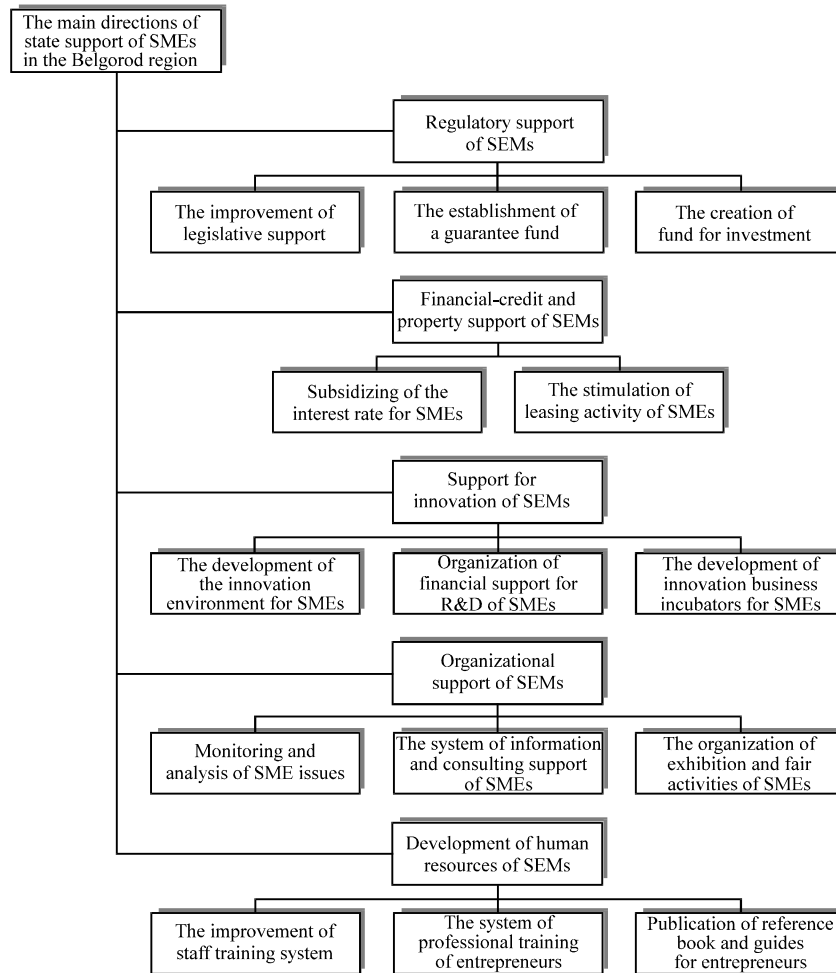 The main directions of
state support of SMEs
in the Belgorod region
Regulatory support
of SEMs
The improvement of
legislative support
The establishment of
a guarantee fund
The creation of
fund for investment
Financial-credit and
property support of SEMs
Subsidizing of the
interest rate for SMEs
The stimulation of
leasing activity of SMEs
Support for
innovation of SEMs
The development of
the innovation
environment for SMEs
Organization of
financial support for
R&D of SMEs
The development of
innovation business
incubators for SMEs
Organizational
support of SEMs
Monitoring and
analysis of SME issues
The system of information
and consulting support
of SMEs
The organization of
exhibition and fair
activities of SMEs
Development of human
resources of SEMs
The improvement of
staff training system
The system of
professional training
of entrepreneurs
Publication of reference
book and guides
for entrepreneurs